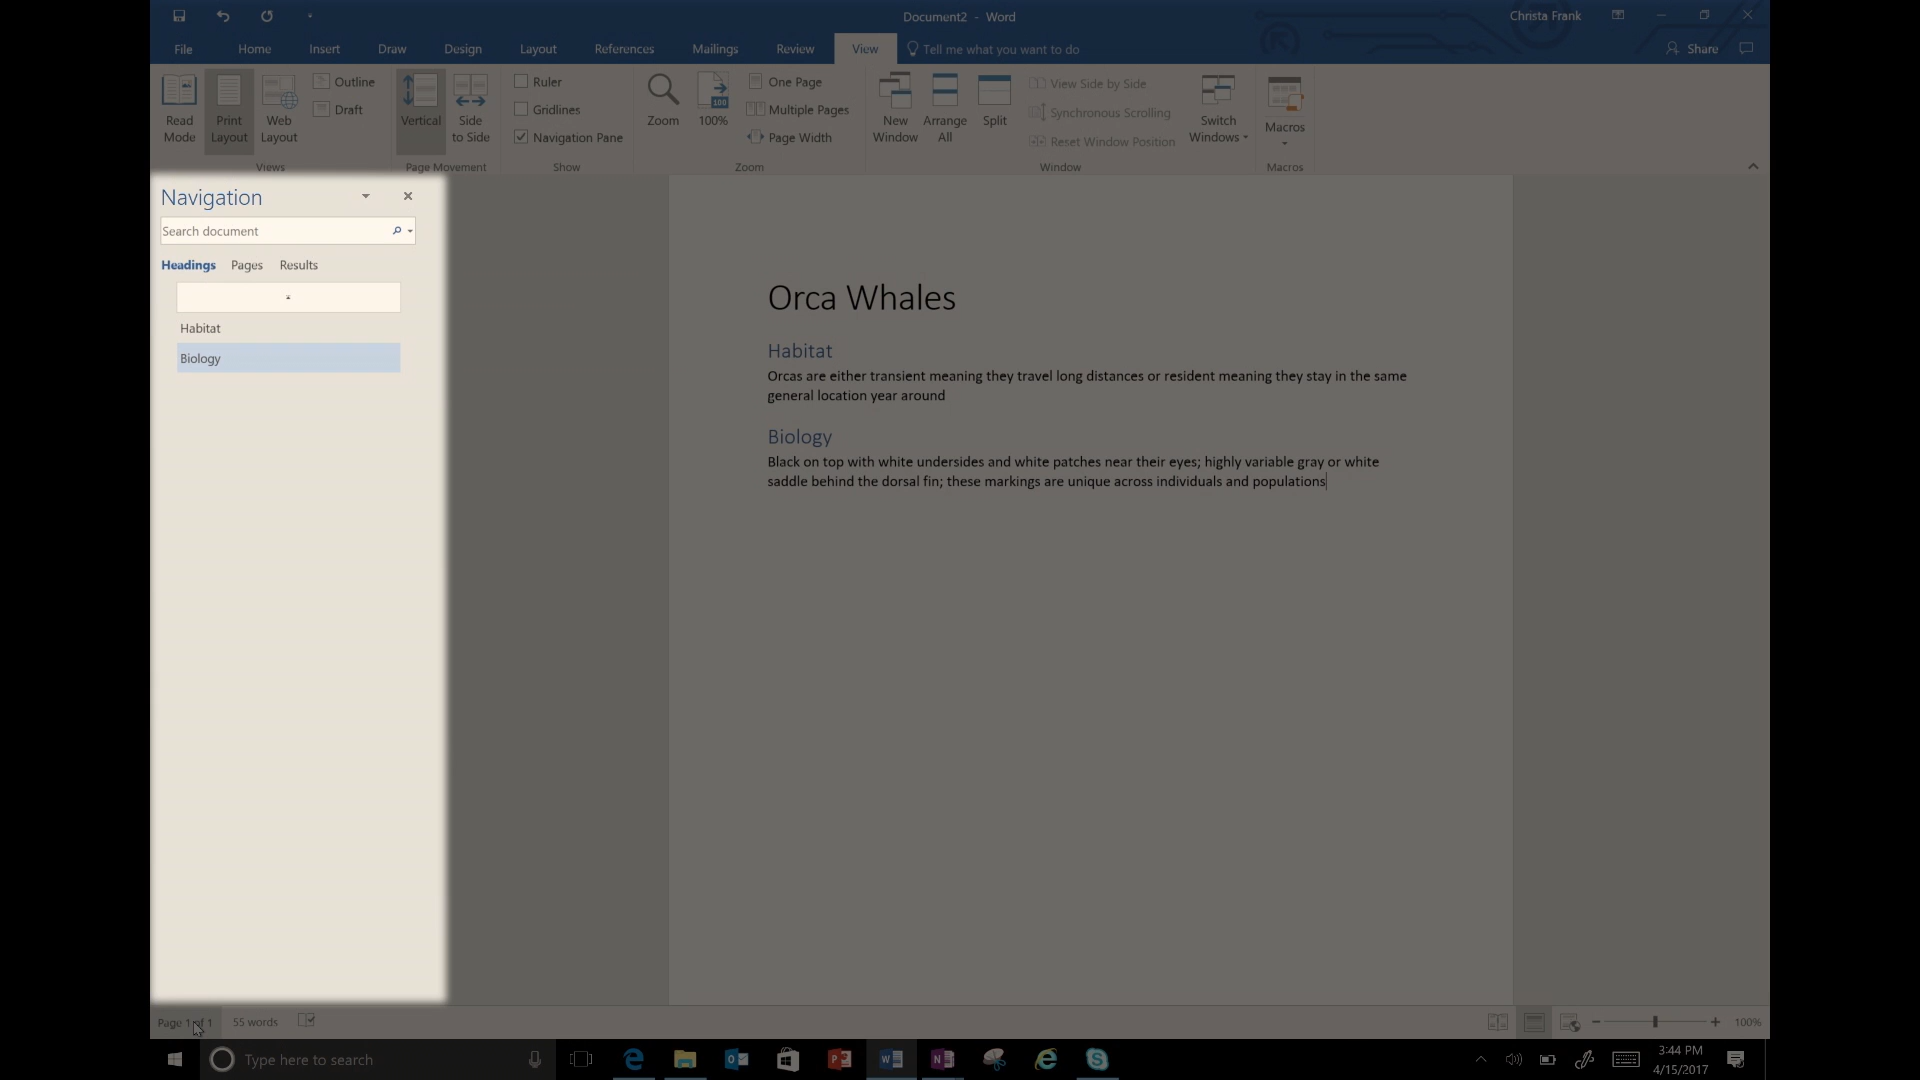 Document2 - Word
Christa Frank
File Home Insert Draw Design Layout References Mailings Review View Tell me what you want to do
Share
Read Mode
Print Layout
Web Layout
Outline
Draft
Views
Vertical
Side to Side
Page Movement
Ruler
Gridlines
Navigation Pane
Show
Zoom
100
100%
One Page
Multiple Pages
Page Width
Zoom
New Window
Arrange All
Split
View Side by Side
Synchronous Scrolling
Reset Window Position
Window
Switch Windows
Macros
Macros
Navigation
Search document
Headings Pages Results
Habitat
Biology
Orca Whales
Habitat
Orcas are either transient meaning they travel long distances or resident meaning they stay in the same
general location year around
Biology
Black on top with white undersides and white patches near their eyes; highly variable gray or white
saddle behind the dorsal fin; these markings are unique across individuals and populations
Page 1 of 1 55 words
100%
Type here to search
3:44 PM
4/15/2017